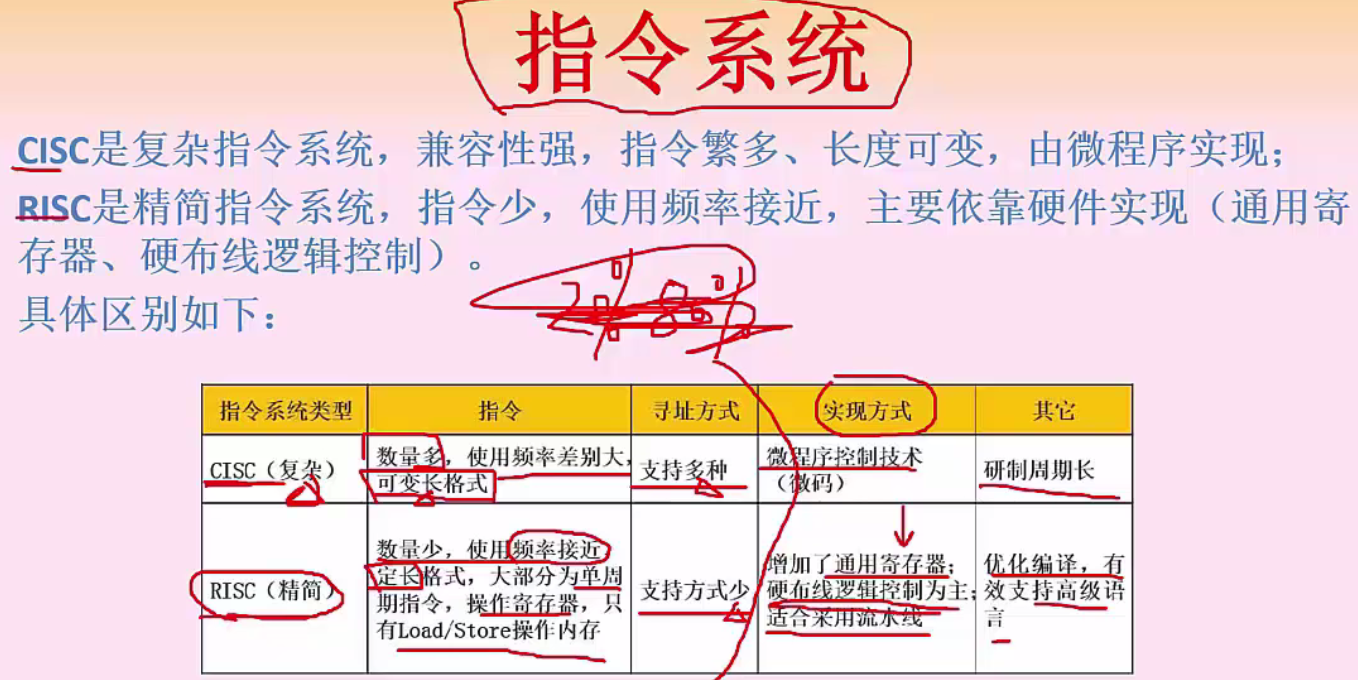 指令系统
CISC是复杂指令系统，兼容性强，指令繁多、长度可变，由微程序实现；
RISC是精简指令系统，指令少，使用频率接近，主要依靠硬件实现（通用寄
存器、硬布线逻辑控制）。
具体区别如下：
指令系统类型 指令 寻址方式 实现方式 其它
CISC（复杂）
数量多，使用频率差别大，
可变长格式
支持多种
微程序控制技术
（微码）
研制周期长
RISC（精简）
数量少，使用频率接近，
定长格式，大部分为单周
期指令，操作寄存器，只
有Load/Store操作内存
支持方式少
增加了通用寄存器；
硬布线逻辑控制为主；
适合采用流水线
优化编译，有
效支持高级语
言